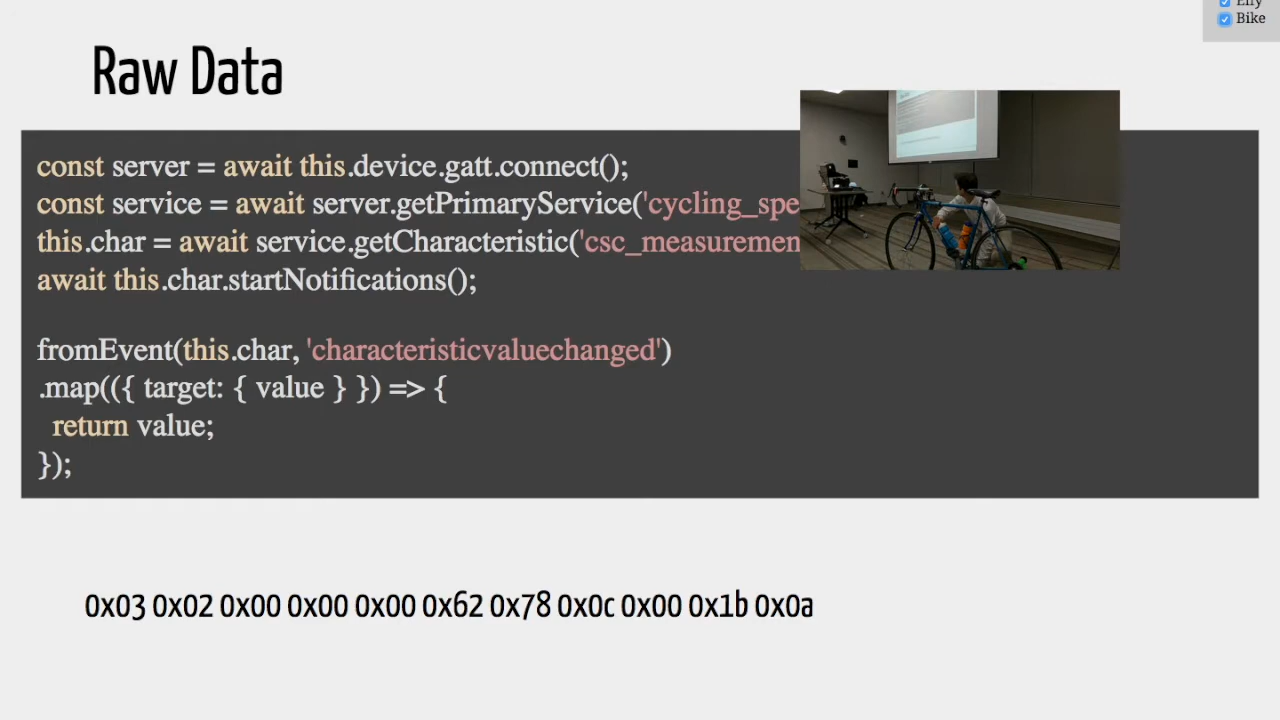 Bike
Raw Data
const server = await this.device.gatt.connect();
const service = await server.getPrimaryService('cycling_spe
this.char = await service.getCharacteristic('csc_measuremen
await this.char.startNotifications();
fromEvent(this.char, 'characteristicvaluechanged')
.map(({ target: { value } }) => {
return value;
});
0x03 0x02 0x00 0x00 0x00 0x62 0x78 0x0c 0x00 0x1b 0x0a